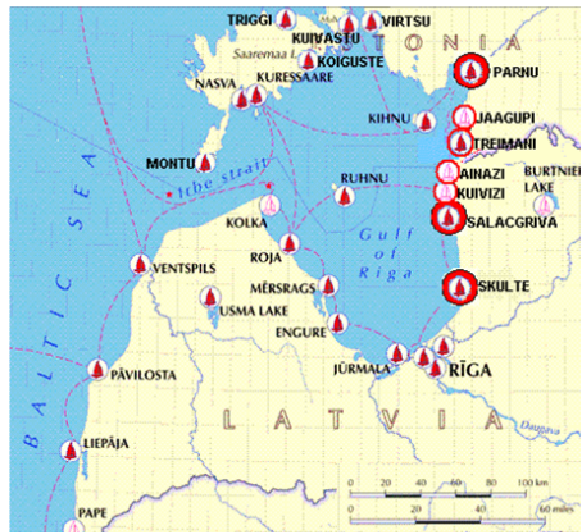 TRIGGI
VIRTSU
KUIVASTU
ESTONIA
Saaremaa I.
KOIGUSTE
PARNU
NASVA
KURESSAARE
KIHNU
JAAGUPI
TREIMANI
MONTU
Irbe strait
RUHNU
AINAZI
BURTNIEK
LAKE
KUIVIZI
KOLKA
SALACGRIVA
Gulf
of
Riga
ROJA
VENTSPILS
BALTIC SEA
MĒRSRAGS
SKULTE
USMA LAKE
ENGURE
JŪRMALA
RĪGA
PĀVILOSTA
LATVIA
Daugava
LIEPĀJA
0 20 40 60 80 100 km
0 20 40 60 miles
PAPE